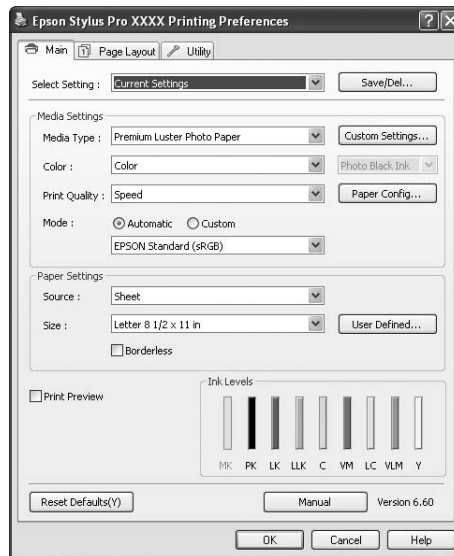 Epson Stylus Pro XXXX Printing Preferences
Main Page Layout Utility
Select Setting : Current Settings Save/Del...
Media Settings
Media Type : Premium Luster Photo Paper Custom Settings...
Color : Color Photo Black Ink
Print Quality : Speed Paper Config...
Mode : Automatic Custom
EPSON Standard (sRGB)
Paper Settings
Source : Sheet
Size : Letter 8 1/2 x 11 in User Defined...
Borderless
Print Preview
Ink Levels
MK PK LK LLK C VM LC VLM Y
Reset Defaults(Y) Manual Version 6.60
OK Cancel Help